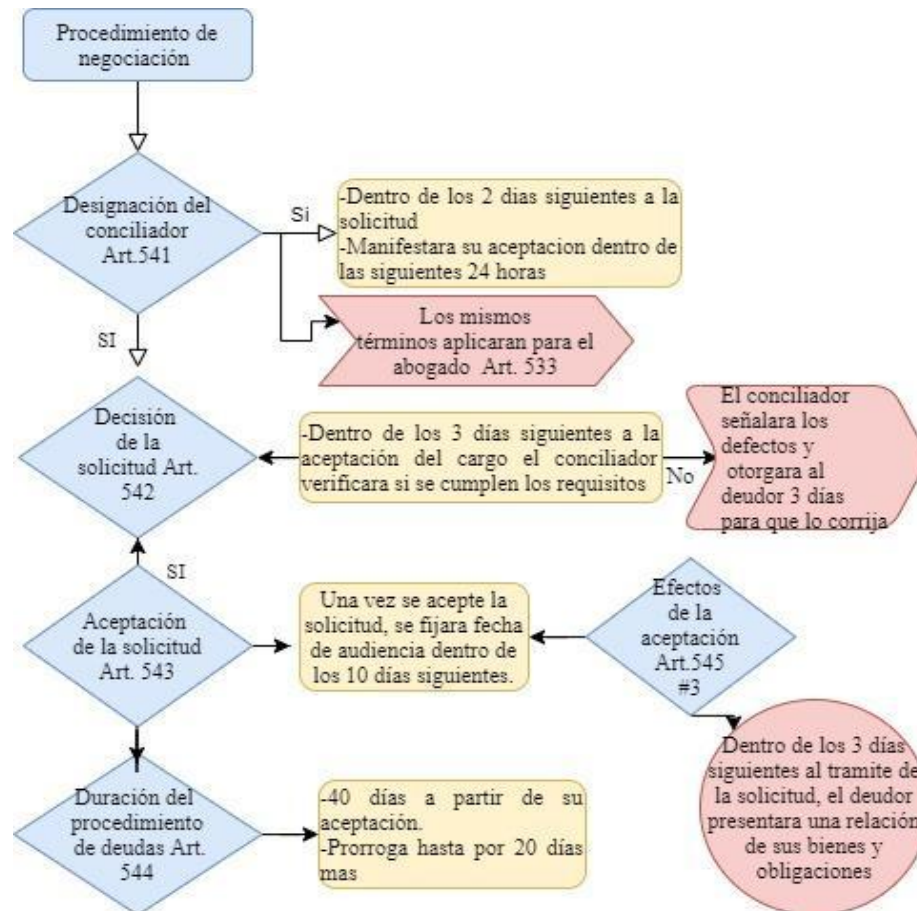 Procedimiento de
negociación
Designación del
conciliador
Art.541
Si
-Dentro de los 2 dias siguientes a la
solicitud
-Manifestara su aceptacion dentro de
las siguientes 24 horas
Los mismos
términos aplicaran para el
abogado Art. 533
SI
Decisión
de la
solicitud Art.
542
-Dentro de los 3 días siguientes a la
aceptación del cargo el conciliador
verificara si se cumplen los requisitos
No
El conciliador
señalara los
defectos y
otorgara al
deudor 3 días
para que lo corrija
SI
Aceptación
de la solicitud
Art. 543
Una vez se acepte la
solicitud, se fijara fecha
de audiencia dentro de
los 10 días siguientes.
Efectos
de la
aceptación
Art.545
#3
Dentro de los 3 días
siguientes al tramite de
la solicitud, el deudor
presentara una relación
de sus bienes y
obligaciones
Duración del
procedimiento
de deudas Art.
544
-40 días a partir de su
aceptación.
-Prorroga hasta por 20 días
mas